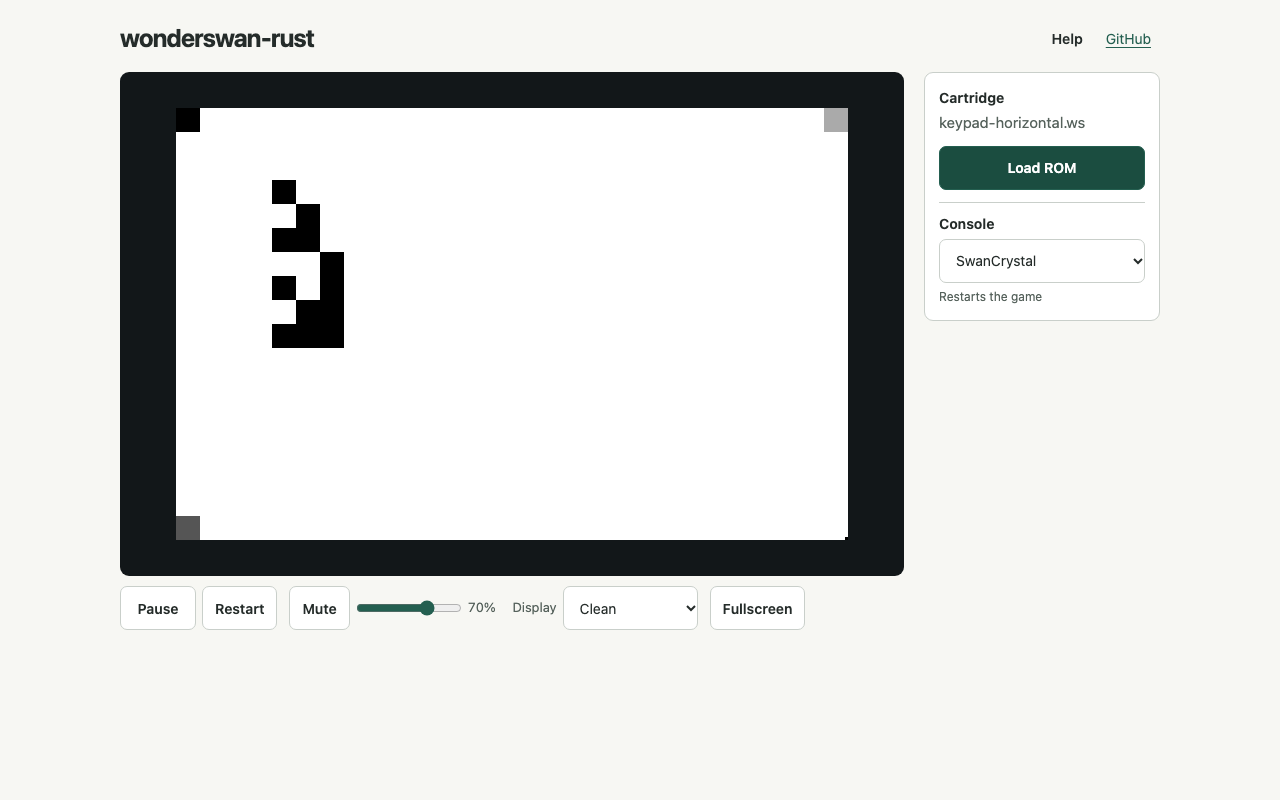 wonderswan-rust
Help
GitHub
Cartridge
keypad-horizontal.ws
Load ROM
Console
SwanCrystal
Restarts the game
Pause
Restart
Mute
70%
Display
Clean
Fullscreen